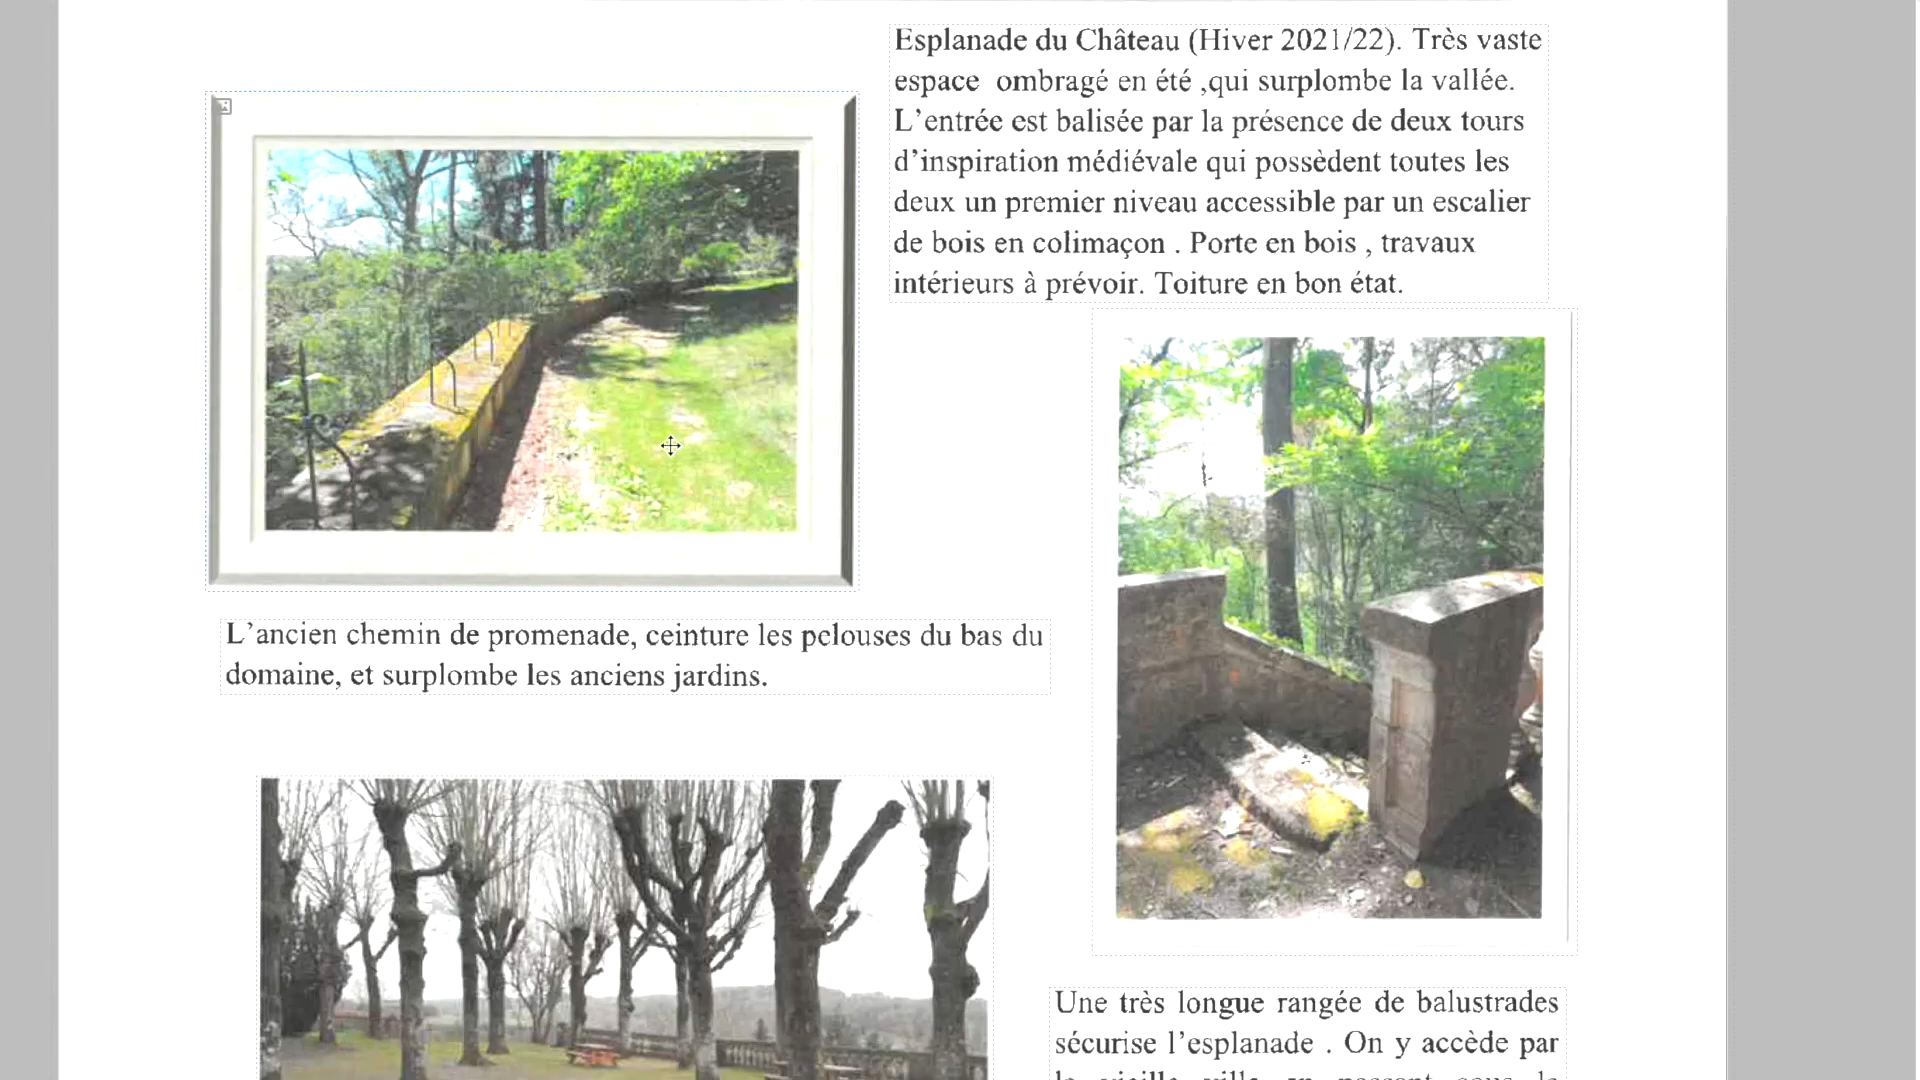 Esplanade du Château (Hiver 2021/22). Très vaste
espace ombragé en été ,qui surplombe la vallée.
L’entrée est balisée par la présence de deux tours
d’inspiration médiévale qui possèdent toutes les
deux un premier niveau accessible par un escalier
de bois en colimaçon . Porte en bois , travaux
intérieurs à prévoir. Toiture en bon état.
L’ancien chemin de promenade, ceinture les pelouses du bas du
domaine, et surplombe les anciens jardins.
Une très longue rangée de balustrades
sécurise l’esplanade . On y accède par